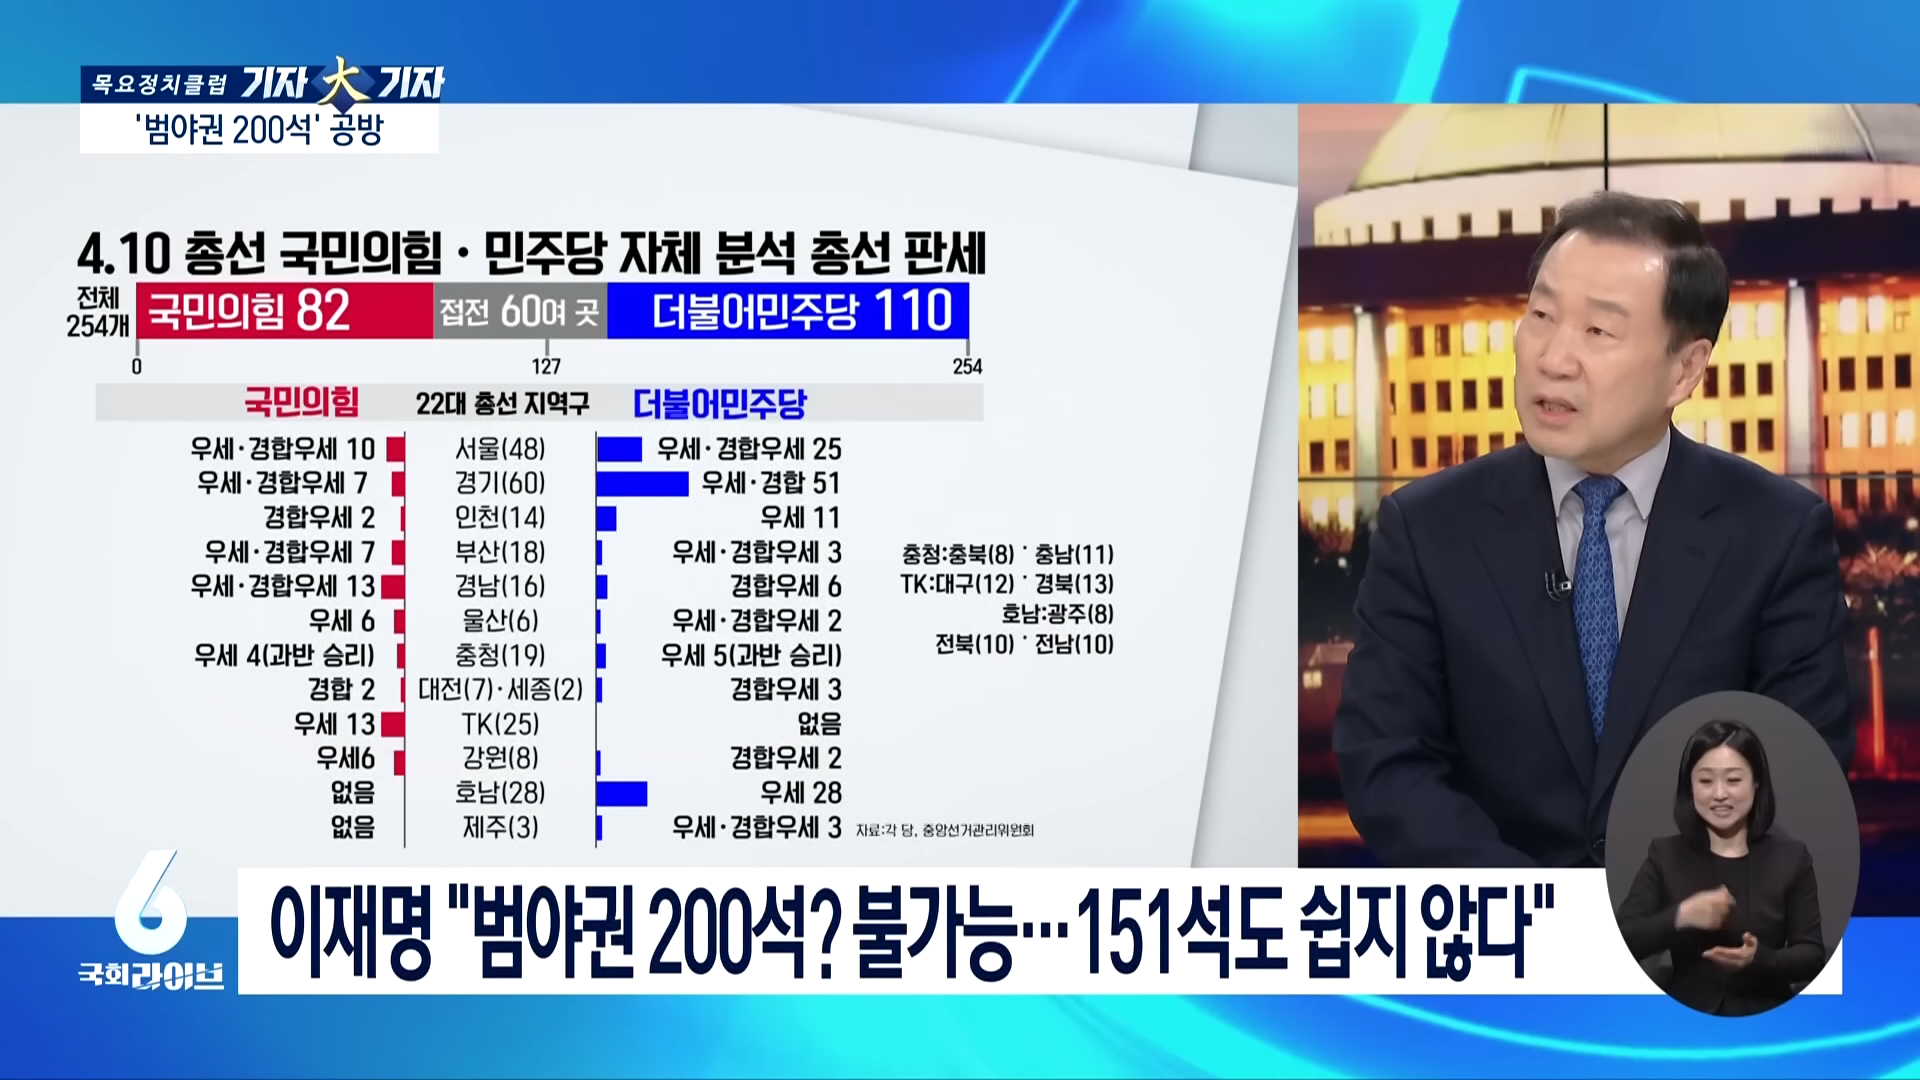 목요정치클럽 기자大기자
'범야권 200석' 공방
4.10 총선 국민의힘·민주당 자체 분석 총선 판세
전체
254개
국민의힘 82 접전 60여 곳 더불어민주당 110
0 127 254
국민의힘 22대 총선 지역구 더불어민주당
우세·경합우세 10 서울(48) 우세·경합우세 25
우세·경합우세 7 경기(60) 우세·경합 51
경합우세 2 인천(14) 우세 11
우세·경합우세 7 부산(18) 우세·경합우세 3
우세·경합우세 13 경남(16) 경합우세 6
우세 6 울산(6) 우세·경합우세 2
우세 4(과반 승리) 충청(19) 우세 5(과반 승리)
경합 2 대전(7)·세종(2) 경합우세 3
우세 13 TK(25) 없음
우세6 강원(8) 경합우세 2
없음 호남(28) 우세 28
없음 제주(3) 우세·경합우세 3
충청:충북(8)·충남(11)
TK:대구(12)·경북(13)
호남:광주(8)
전북(10)·전남(10)
자료:각 당, 중앙선거관리위원회
6
국회라이브
이재명 "범야권 200석? 불가능…151석도 쉽지 않다"